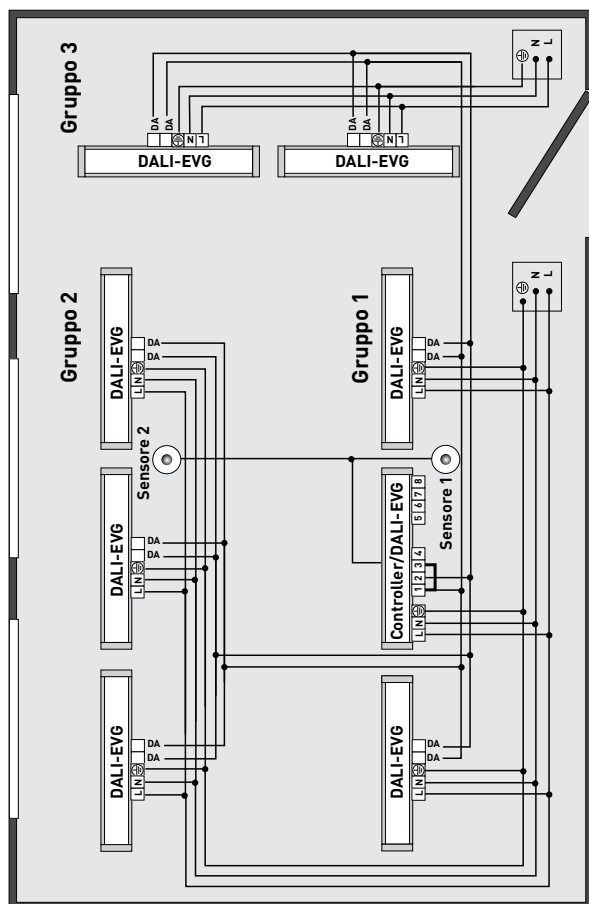 Gruppo 3
N L
DA DA N L
DALI-EVG
DA DA N L
DALI-EVG
N L
Gruppo 2
DALI-EVG
DA
DA
L N
Gruppo 1
DALI-EVG
DA
DA
L N
Sensore 2
DALI-EVG
DA
DA
L N
Sensore 1
Controller/DALI-EVG
L N 1 2 3 4 5 6 7 8
DALI-EVG
DA
DA
L N
DALI-EVG
DA
DA
L N